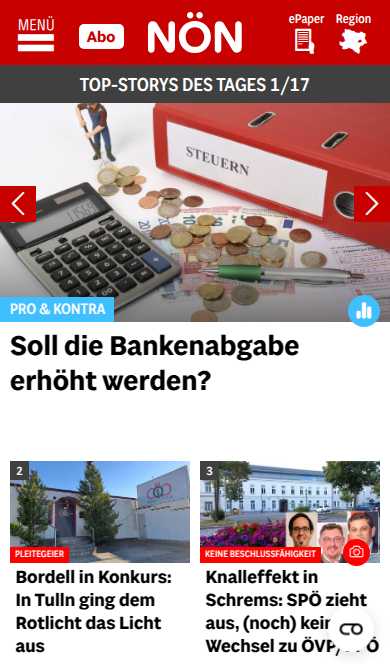 MENÜ
Abo
NÖN
ePaper
Region
TOP-STORYS DES TAGES 1/17
STEUERN
PRO & KONTRA
Soll die Bankenabgabe
erhöht werden?
2
PLEITEGEIER
Bordell in Konkurs:
In Tulln ging dem
Rotlicht das Licht
aus
3
KEINE BESCHLUSSFÄHIGKEIT
Knalleffekt in
Schrems: SPÖ zieht
aus, (noch) kein
Wechsel zu ÖVP/